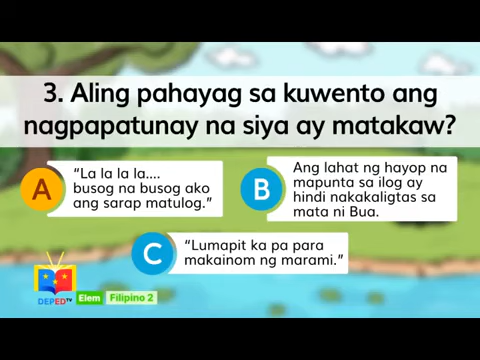 3. Aling pahayag sa kuwento ang
nagpapatunay na siya ay matakaw?
A
“La la la la....
busog na busog ako
ang sarap matulog.”
B
Ang lahat ng hayop na
mapunta sa ilog ay
hindi nakakaligtas sa
mata ni Bua.
C
“Lumapit ka pa para
makainom ng marami.”
DEPED TV
Elem
Filipino 2